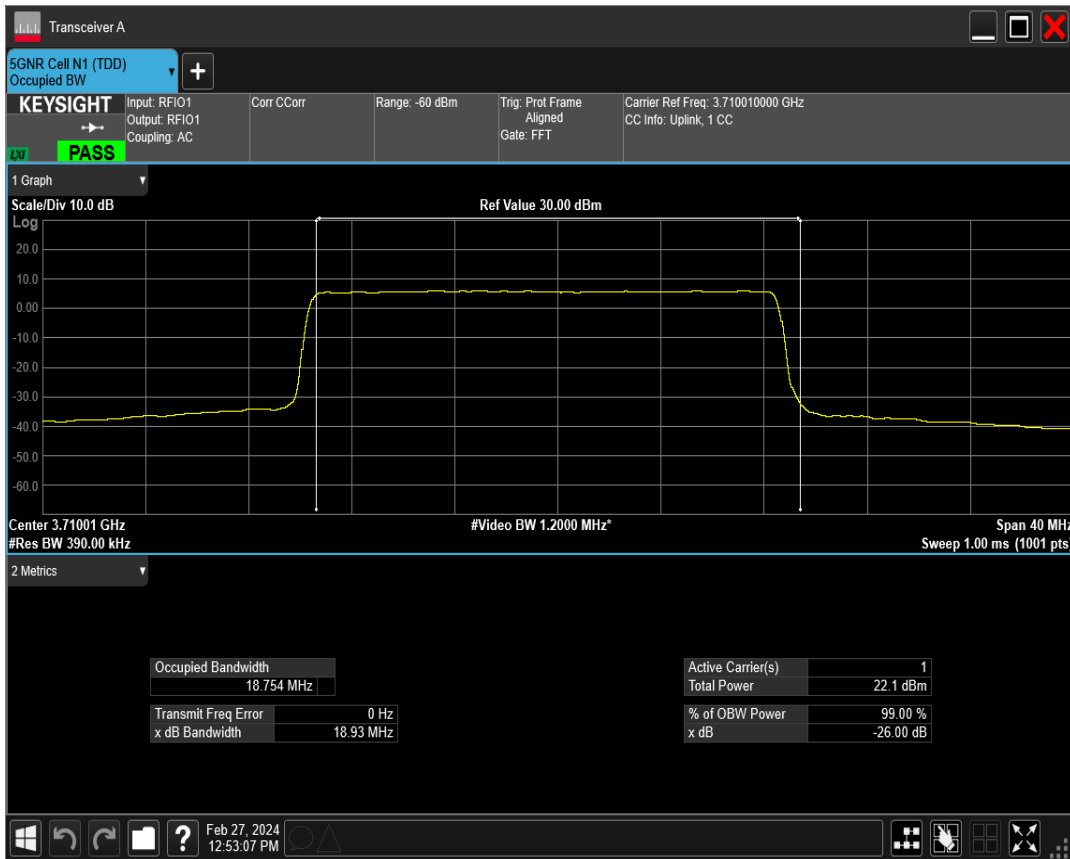 Transceiver A
5GNR Cell N1 (TDD)
Occupied BW
+
KEYSIGHT
LXI
PASS
Input: RFIO1
Output: RFIO1
Coupling: AC
Corr CCorr
Range: -60 dBm
Trig: Prot Frame
Aligned
Gate: FFT
Carrier Ref Freq: 3.710010000 GHz
CC Info: Uplink, 1 CC
1 Graph
Scale/Div 10.0 dB
Ref Value 30.00 dBm
Log
20.0
10.0
0.00
-10.0
-20.0
-30.0
-40.0
-50.0
-60.0
Center 3.71001 GHz
#Video BW 1.2000 MHz*
Span 40 MHz
#Res BW 390.00 kHz
Sweep 1.00 ms (1001 pts)
2 Metrics
Occupied Bandwidth
18.754 MHz
Transmit Freq Error 0 Hz
x dB Bandwidth 18.93 MHz
Active Carrier(s) 1
Total Power 22.1 dBm
% of OBW Power 99.00 %
x dB -26.00 dB
?
Feb 27, 2024
12:53:07 PM